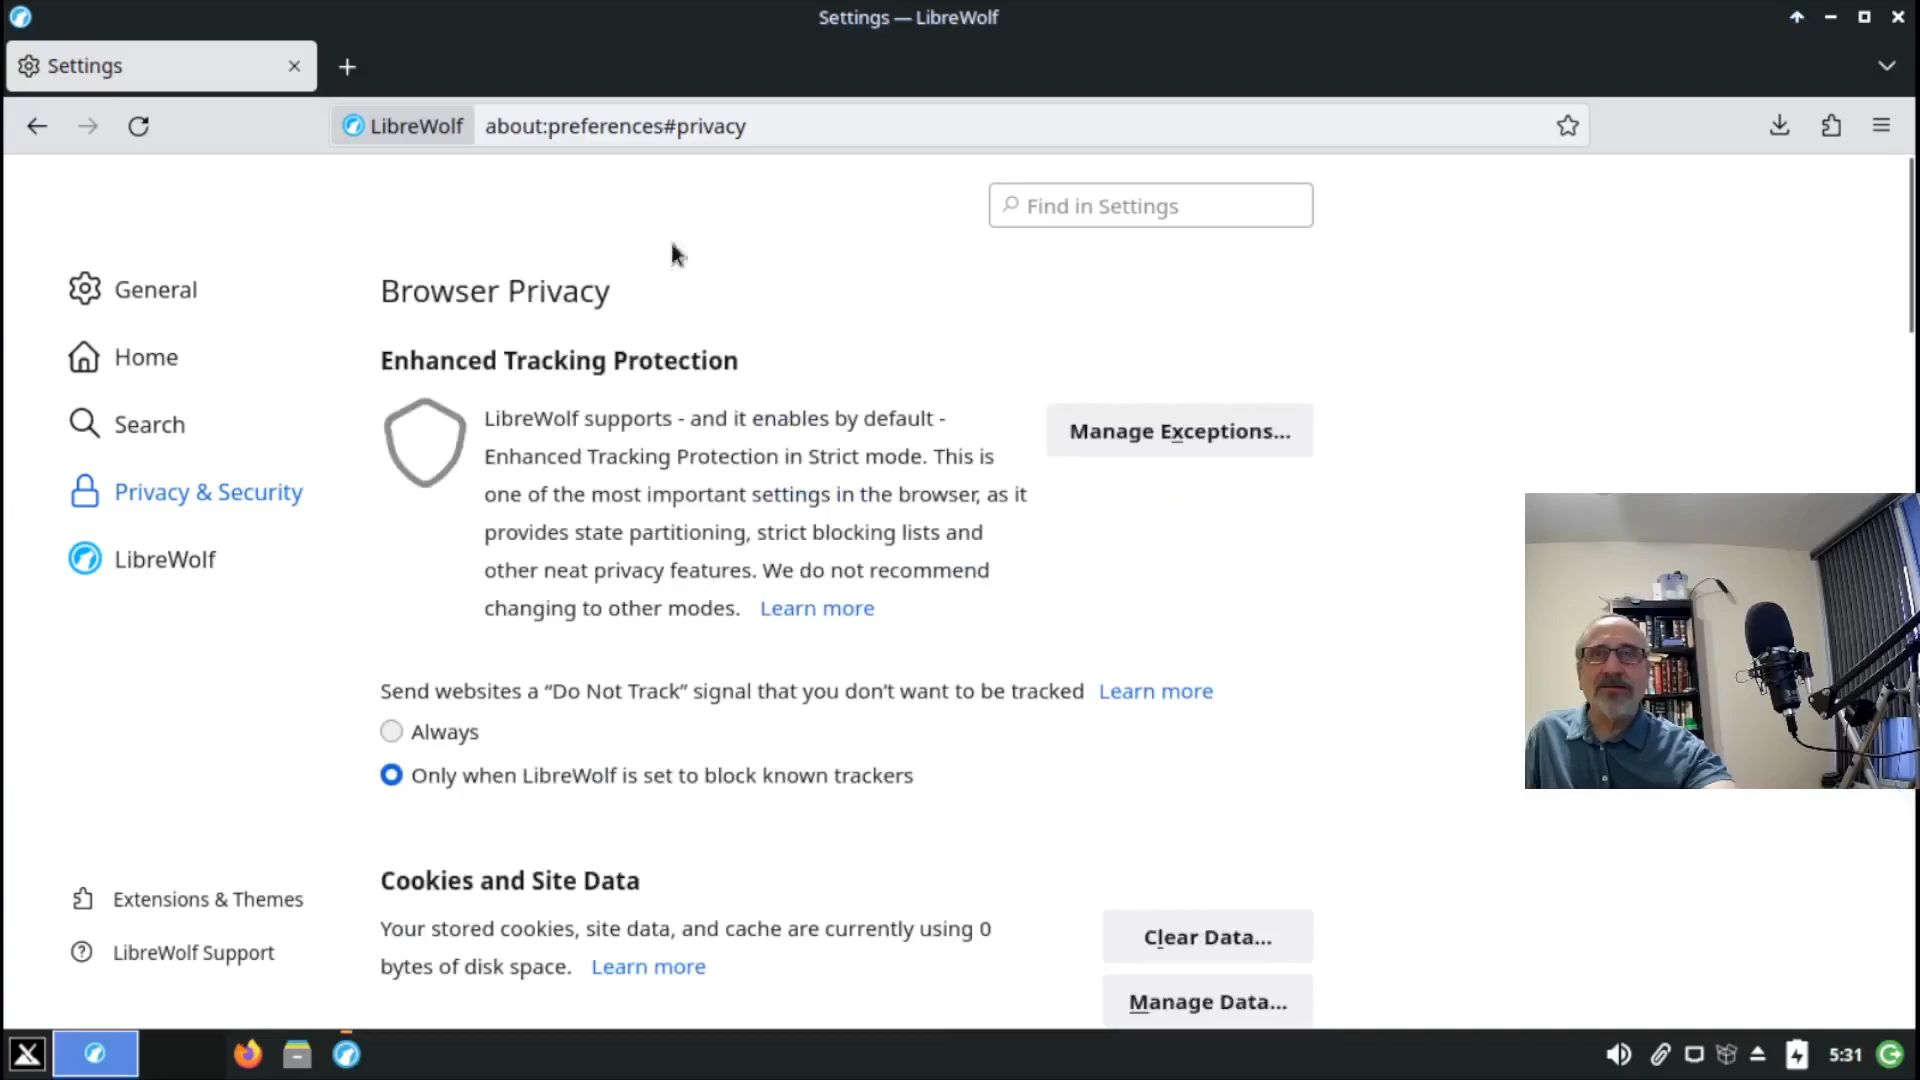 Settings — LibreWolf
Settings
LibreWolf
about:preferences#privacy
Find in Settings
General
Home
Search
Privacy & Security
LibreWolf
Extensions & Themes
LibreWolf Support
Browser Privacy
Enhanced Tracking Protection
LibreWolf supports - and it enables by default -
Enhanced Tracking Protection in Strict mode. This is
one of the most important settings in the browser, as it
provides state partitioning, strict blocking lists and
other neat privacy features. We do not recommend
changing to other modes. Learn more
Manage Exceptions...
Send websites a “Do Not Track” signal that you don’t want to be tracked Learn more
Always
Only when LibreWolf is set to block known trackers
Cookies and Site Data
Your stored cookies, site data, and cache are currently using 0
bytes of disk space. Learn more
Clear Data...
Manage Data...
5:31